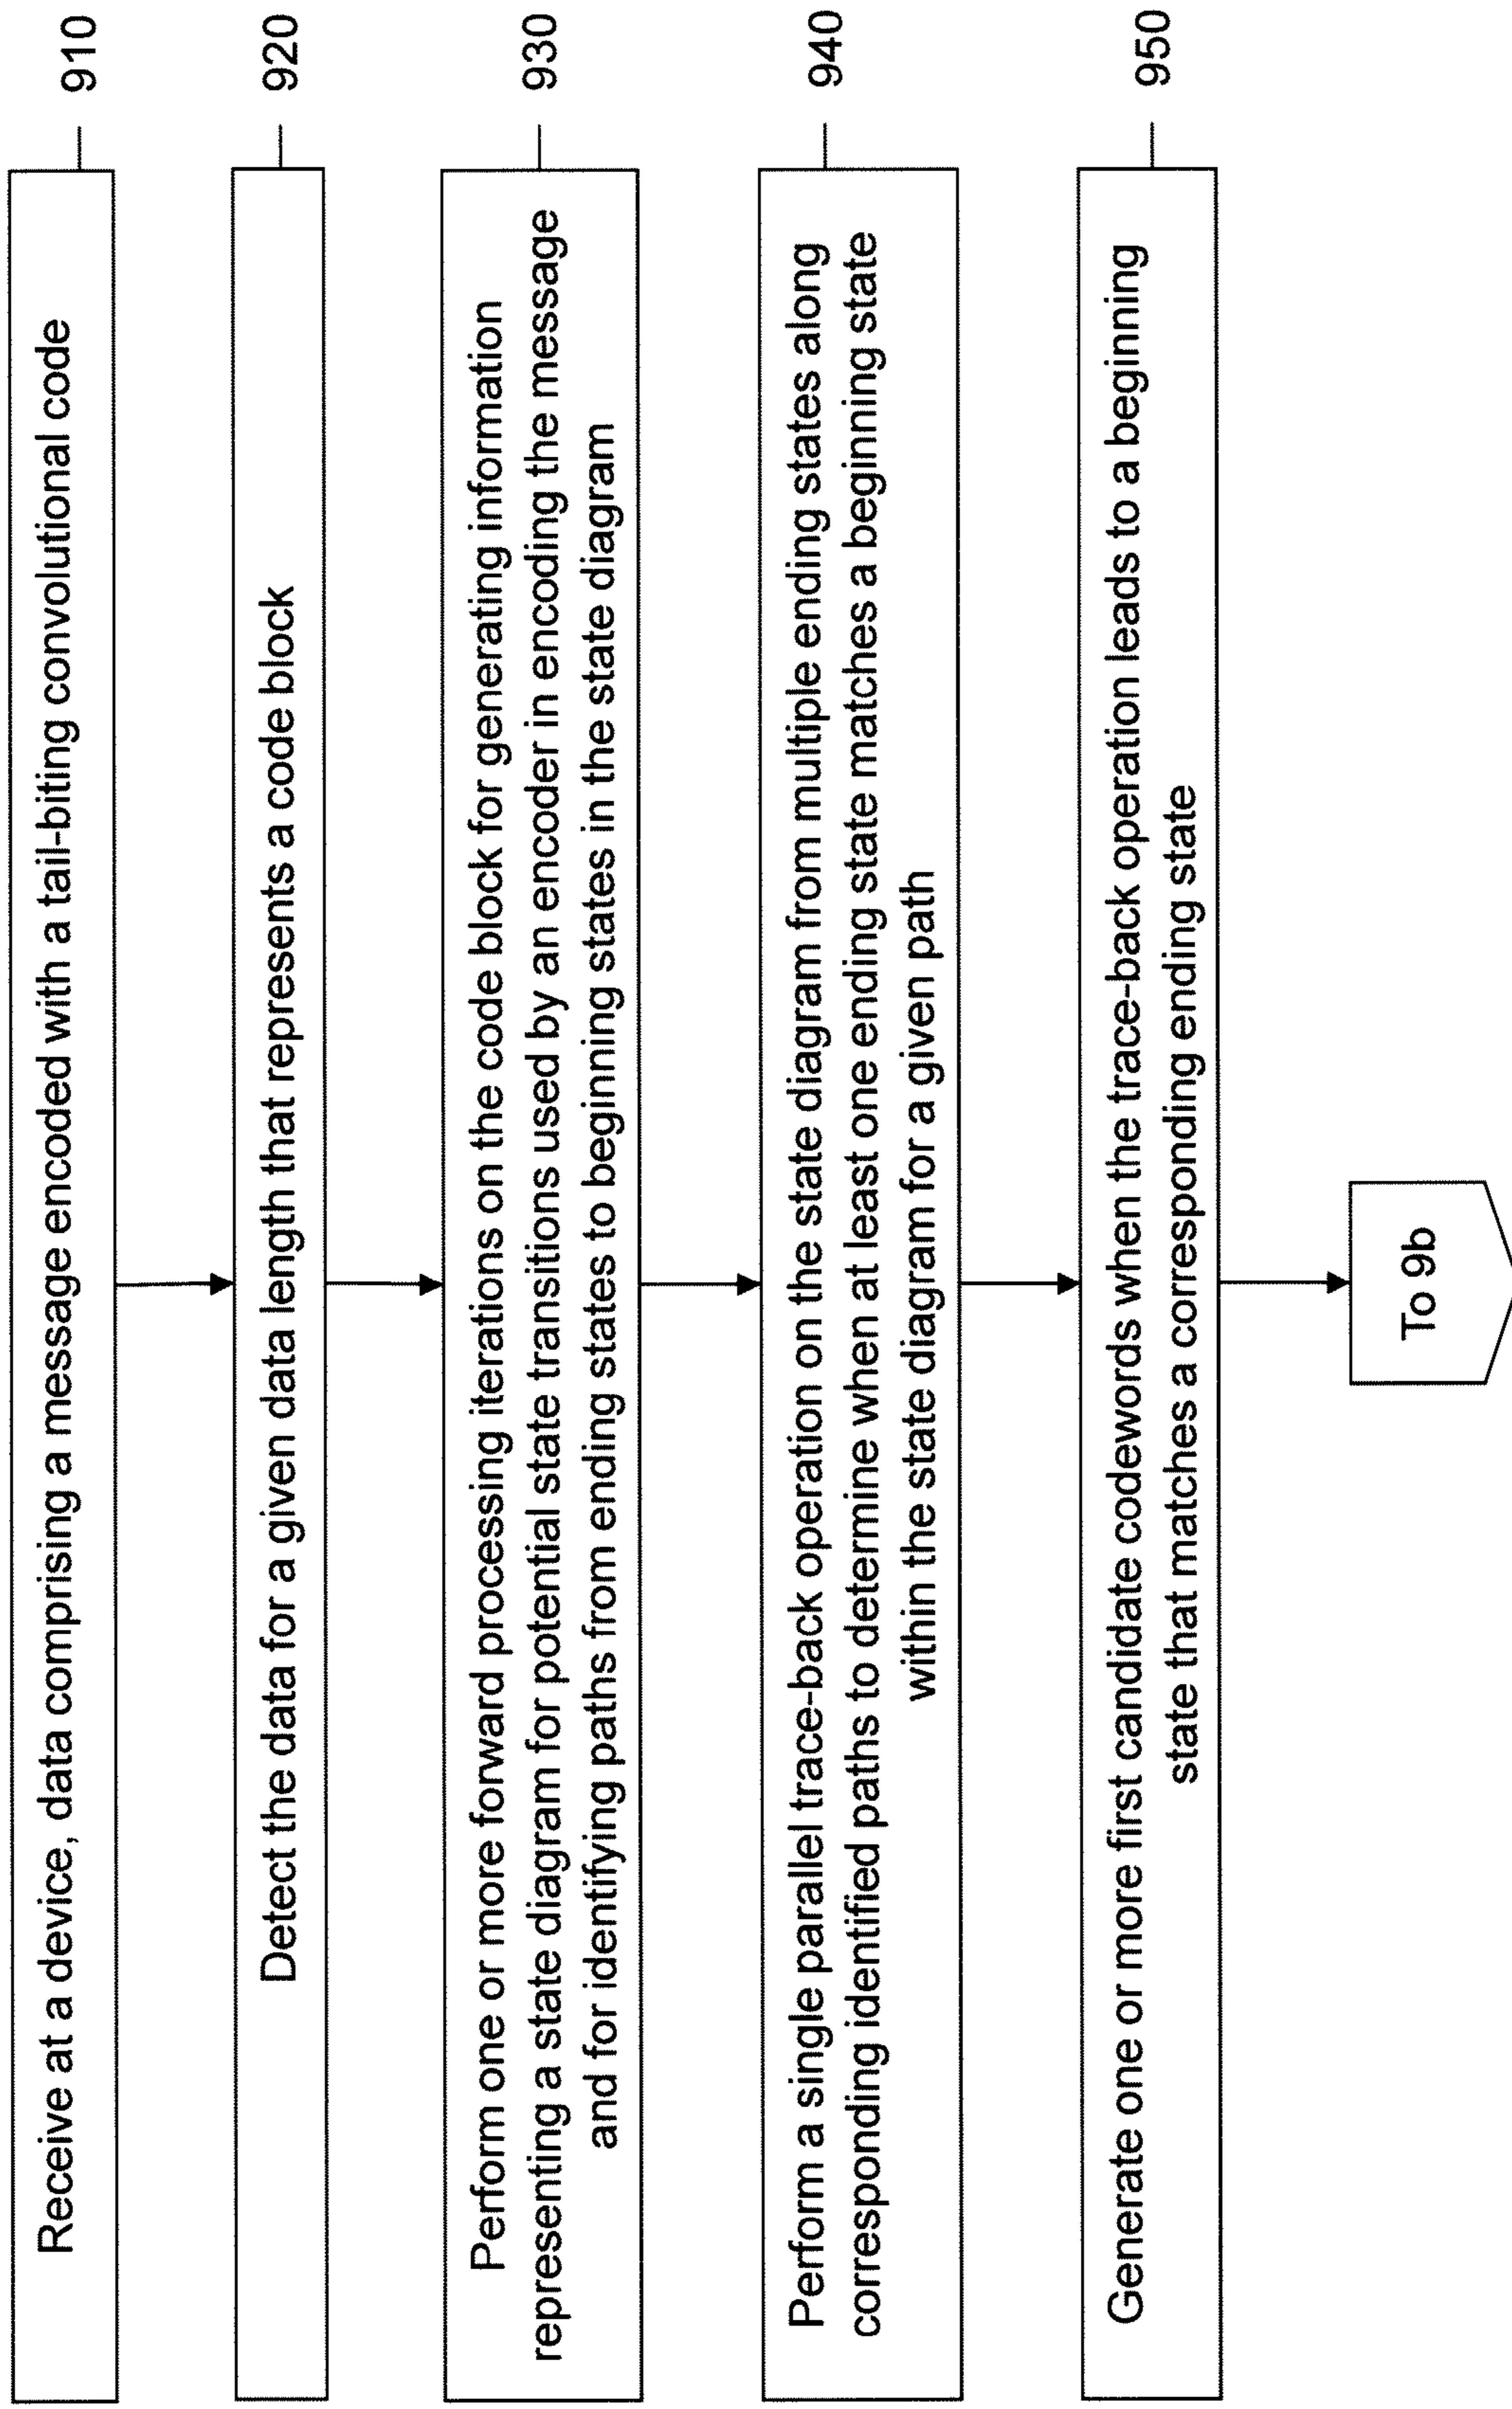 Receive at a device, data comprising a message encoded with a tail-biting convolutional code
910
Detect the data for a given data length that represents a code block
920
Perform one or more forward processing iterations on the code block for generating information
representing a state diagram for potential state transitions used by an encoder in encoding the message
and for identifying paths from ending states to beginning states in the state diagram
930
Perform a single parallel trace-back operation on the state diagram from multiple ending states along
corresponding identified paths to determine when at least one ending state matches a beginning state
within the state diagram for a given path
940
Generate one or more first candidate codewords when the trace-back operation leads to a beginning
state that matches a corresponding ending state
950
To 9b